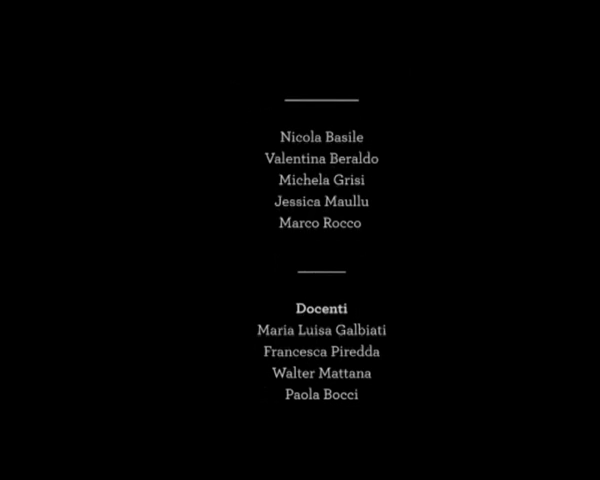 Nicola Basile
Valentina Beraldo
Michela Grisi
Jessica Maullu
Marco Rocco
Docenti
Maria Luisa Galbiati
Francesca Piredda
Walter Mattana
Paola Bocci